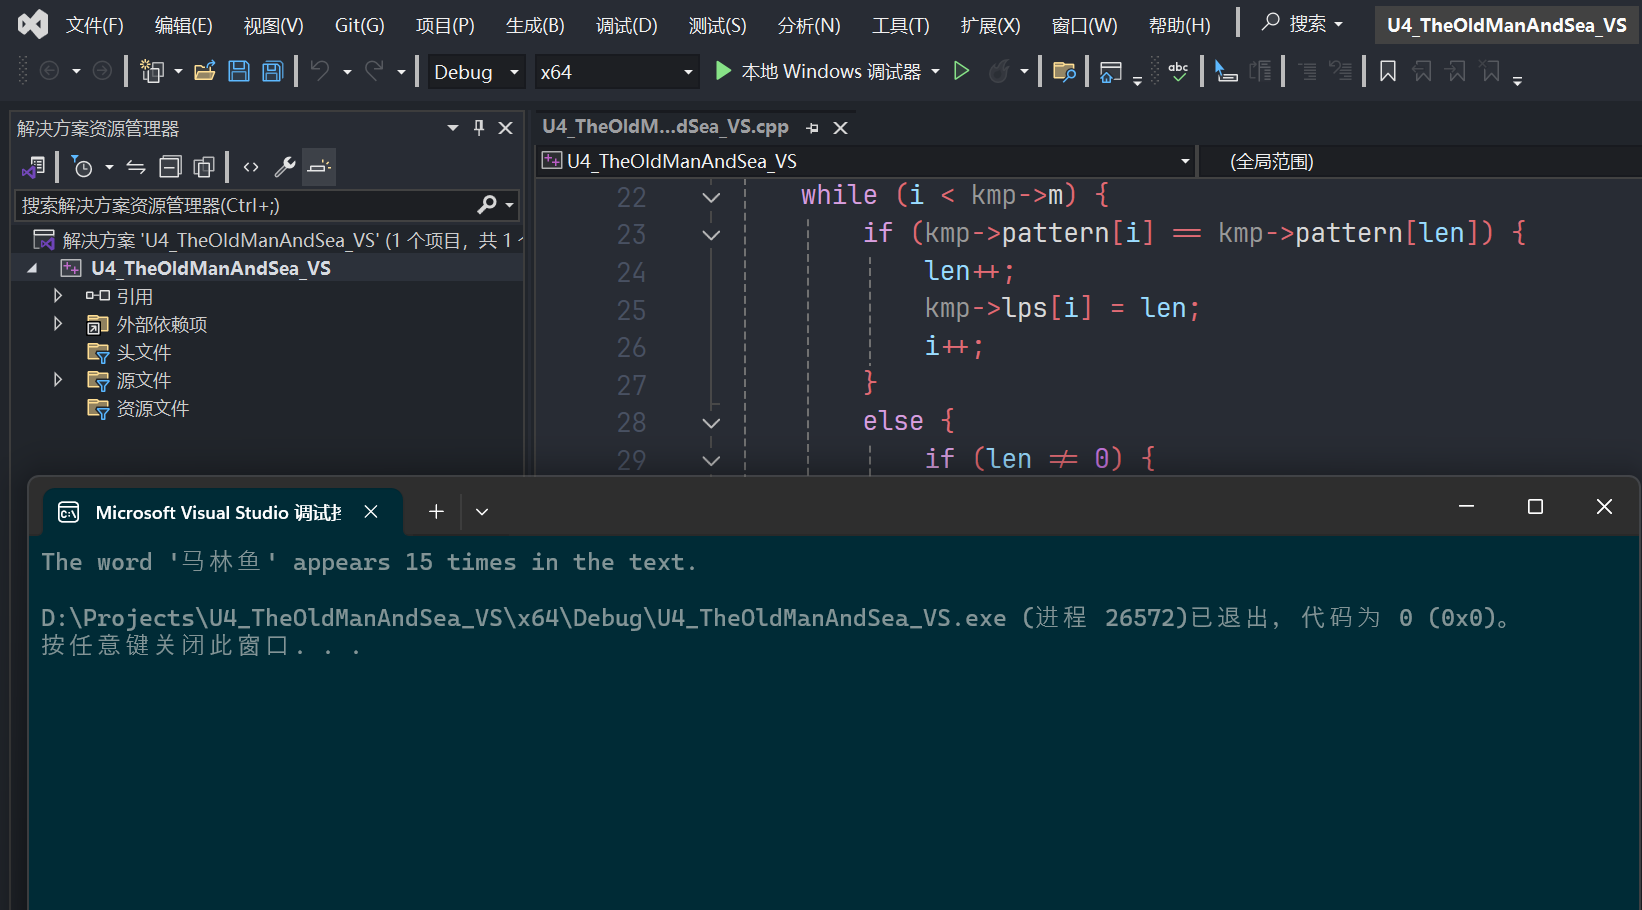 文件(F) 编辑(E) 视图(V) Git(G) 项目(P) 生成(B) 调试(D) 测试(S) 分析(N) 工具(T) 扩展(X) 窗口(W) 帮助(H) 搜索 U4_TheOldManAndSea_VS
Debug x64 本地 Windows 调试器 abc
解决方案资源管理器
搜索解决方案资源管理器(Ctrl+;)
解决方案 'U4_TheOldManAndSea_VS' (1 个项目，共 1
U4_TheOldManAndSea_VS
引用
外部依赖项
头文件
源文件
资源文件
U4_TheOldM...dSea_VS.cpp
U4_TheOldManAndSea_VS (全局范围)
22 while (i < kmp->m) {
23 if (kmp->pattern[i] == kmp->pattern[len]) {
24 len++;
25 kmp->lps[i] = len;
26 i++;
27 }
28 else {
29 if (len != 0) {
Microsoft Visual Studio 调试
The word '马林鱼' appears 15 times in the text.
D:\Projects\U4_TheOldManAndSea_VS\x64\Debug\U4_TheOldManAndSea_VS.exe (进程 26572)已退出，代码为 0 (0x0)。
按任意键关闭此窗口. . .